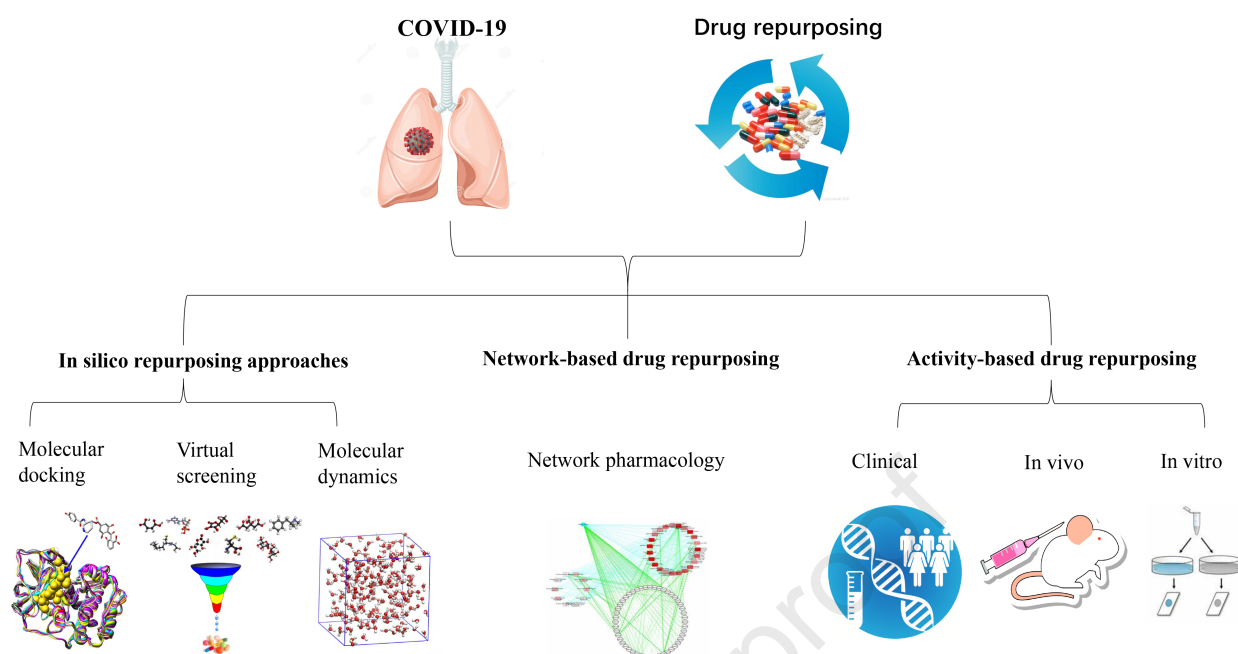 COVID-19
Drug repurposing
In silico repurposing approaches
Network-based drug repurposing
Activity-based drug repurposing
Molecular
docking
Virtual
screening
Molecular
dynamics
Network pharmacology
Clinical
In vivo
In vitro